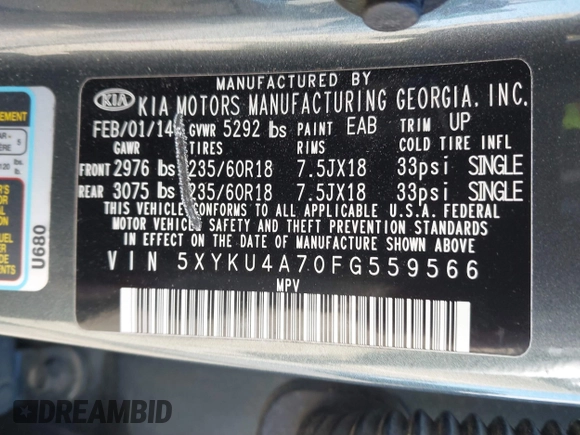 MANUFACTURED BY
KIA KIA MOTORS MANUFACTURING GEORGIA, INC.
FEB/01/14 GVWR 5292 lbs PAINT EAB TRIM UP
GAWR TIRES RIMS COLD TIRE INFL
FRONT 2976 lbs 235/60R18 7.5JX18 33psi SINGLE
REAR 3075 lbs 235/60R18 7.5JX18 33psi SINGLE
THIS VEHICLE CONFORMS TO ALL APPLICABLE U.S.A. FEDERAL
MOTOR VEHICLE SAFETY AND THEFT PREVENTION STANDARDS
IN EFFECT ON THE DATE OF MANUFACTURE SHOWN ABOVE.
VIN 5XYKU4A70FG559566
MPV
U680
DREAMBID